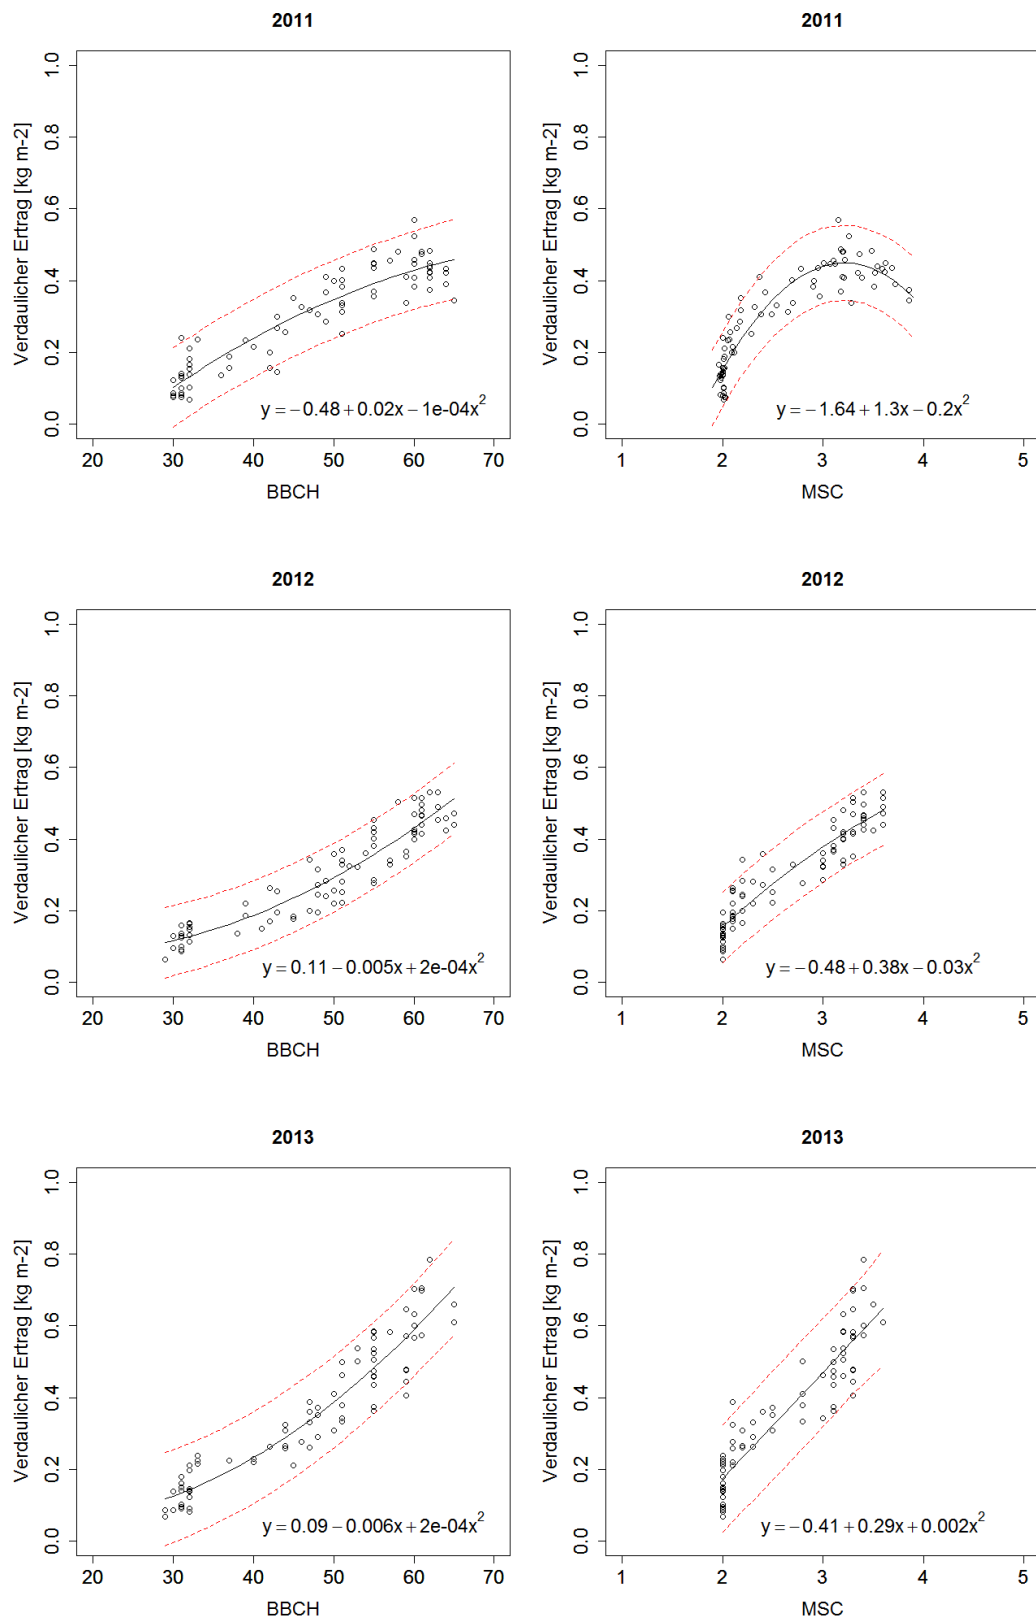 2011
Verdaulicher Ertrag [kg m-2]
0.0 0.2 0.4 0.6 0.8 1.0
y = −0.48 + 0.02x − 1e-04x²
20 30 40 50 60 70
BBCH
2011
Verdaulicher Ertrag [kg m-2]
0.0 0.2 0.4 0.6 0.8 1.0
y = −1.64 + 1.3x − 0.2x²
1 2 3 4 5
MSC
2012
Verdaulicher Ertrag [kg m-2]
0.0 0.2 0.4 0.6 0.8 1.0
y = 0.11 − 0.005x + 2e-04x²
20 30 40 50 60 70
BBCH
2012
Verdaulicher Ertrag [kg m-2]
0.0 0.2 0.4 0.6 0.8 1.0
y = −0.48 + 0.38x − 0.03x²
1 2 3 4 5
MSC
2013
Verdaulicher Ertrag [kg m-2]
0.0 0.2 0.4 0.6 0.8 1.0
y = 0.09 − 0.006x + 2e-04x²
20 30 40 50 60 70
BBCH
2013
Verdaulicher Ertrag [kg m-2]
0.0 0.2 0.4 0.6 0.8 1.0
y = −0.41 + 0.29x + 0.002x²
1 2 3 4 5
MSC